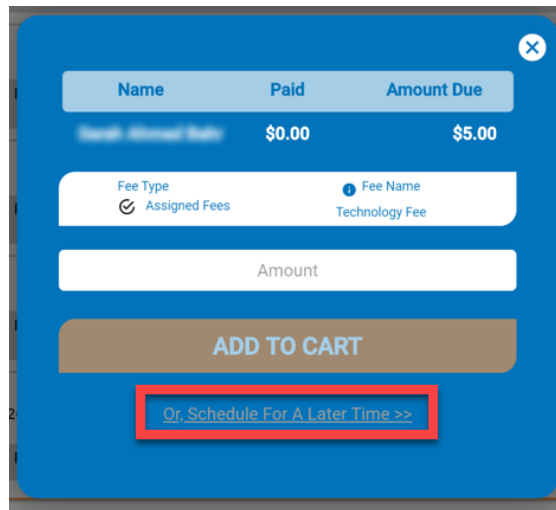 Name Paid Amount Due
$0.00 $5.00
Fee Type Fee Name
Assigned Fees Technology Fee
Amount
ADD TO CART
Or, Schedule For A Later Time >>